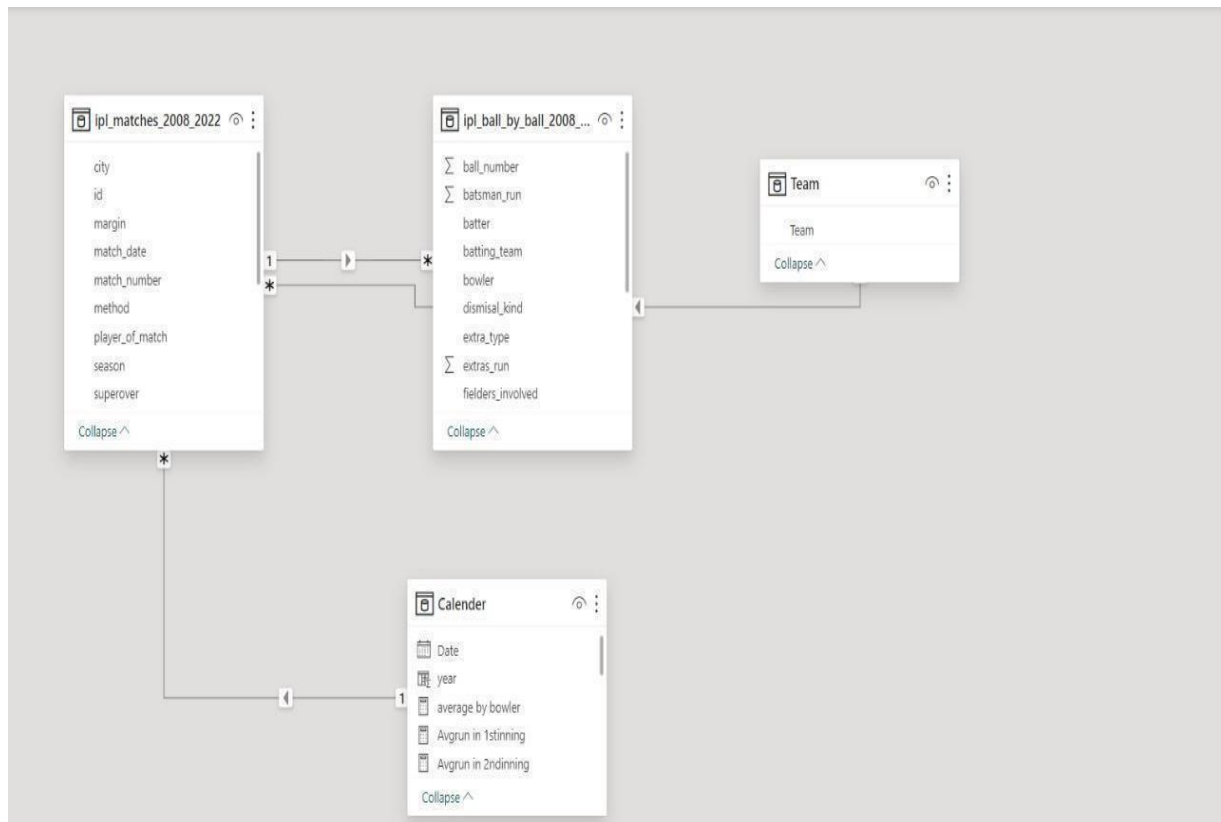 ipl_matches_2008_2022
city
id
margin
match_date
match_number
method
player_of_match
season
superover
Collapse
1
*
*
*
ipl_ball_by_ball_2008_...
ball_number
batsman_run
batter
batting_team
bowler
dismisal_kind
extra_type
extras_run
fielders_involved
Collapse
Team
Team
Collapse
*
1
Calender
Date
year
average by bowler
Avgrun in 1stinning
Avgrun in 2ndinning
Collapse